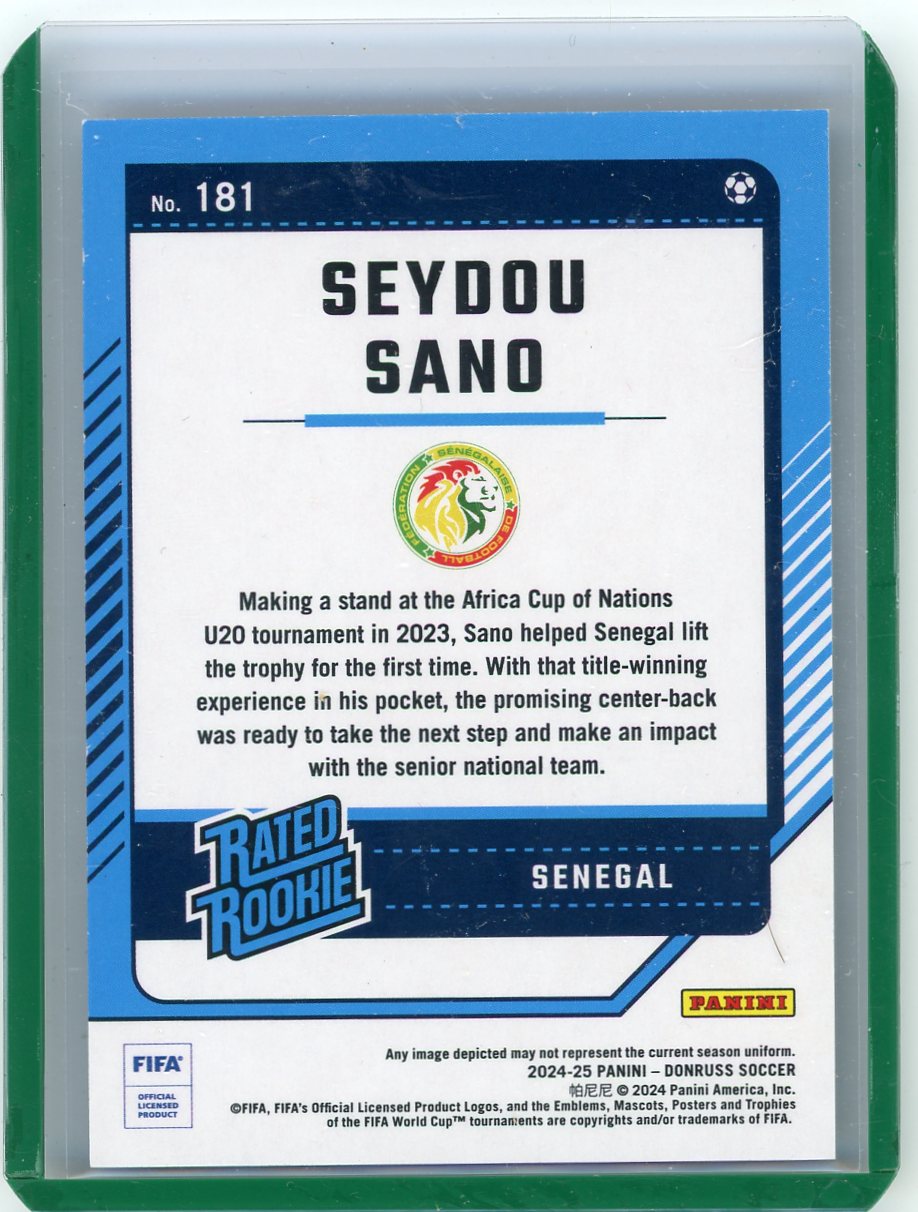 No. 181
SEYDOU
SANO
FÉDÉRATION SÉNÉGALAISE DE FOOTBALL
Making a stand at the Africa Cup of Nations
U20 tournament in 2023, Sano helped Senegal lift
the trophy for the first time. With that title-winning
experience in his pocket, the promising center-back
was ready to take the next step and make an impact
with the senior national team.
RATED
ROOKIE
SENEGAL
PANINI
FIFA®
OFFICIAL
LICENSED
PRODUCT
Any image depicted may not represent the current season uniform.
2024-25 PANINI – DONRUSS SOCCER
帕尼尼 © 2024 Panini America, Inc.
©FIFA, FIFA's Official Licensed Product Logos, and the Emblems, Mascots, Posters and Trophies
of the FIFA World Cup™ tournaments are copyrights and/or trademarks of FIFA.